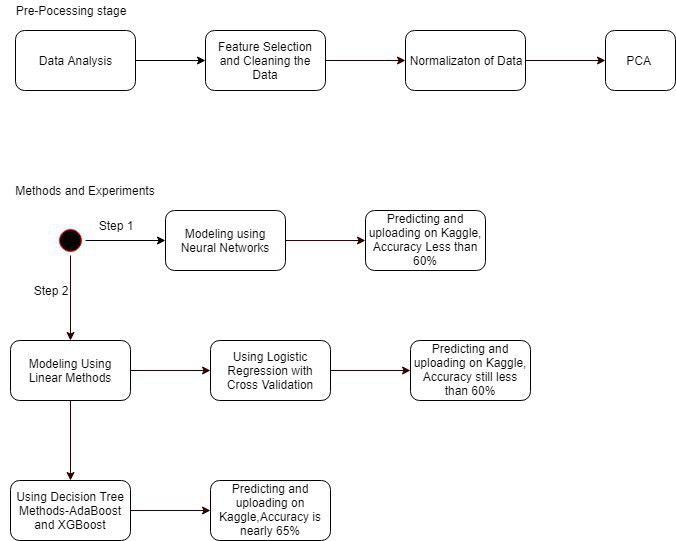 Pre-Pocessing stage
Data Analysis
Feature Selection
and Cleaning the
Data
Normalizaton of Data
PCA
Methods and Experiments
Step 1
Modeling using
Neural Networks
Predicting and
uploading on Kaggle,
Accuracy Less than
60%
Step 2
Modeling Using
Linear Methods
Using Logistic
Regression with
Cross Validation
Predicting and
uploading on Kaggle,
Accuracy still less
than 60%
Using Decision Tree
Methods-AdaBoost
and XGBoost
Predicting and
uploading on
Kaggle,Accuracy is
nearly 65%